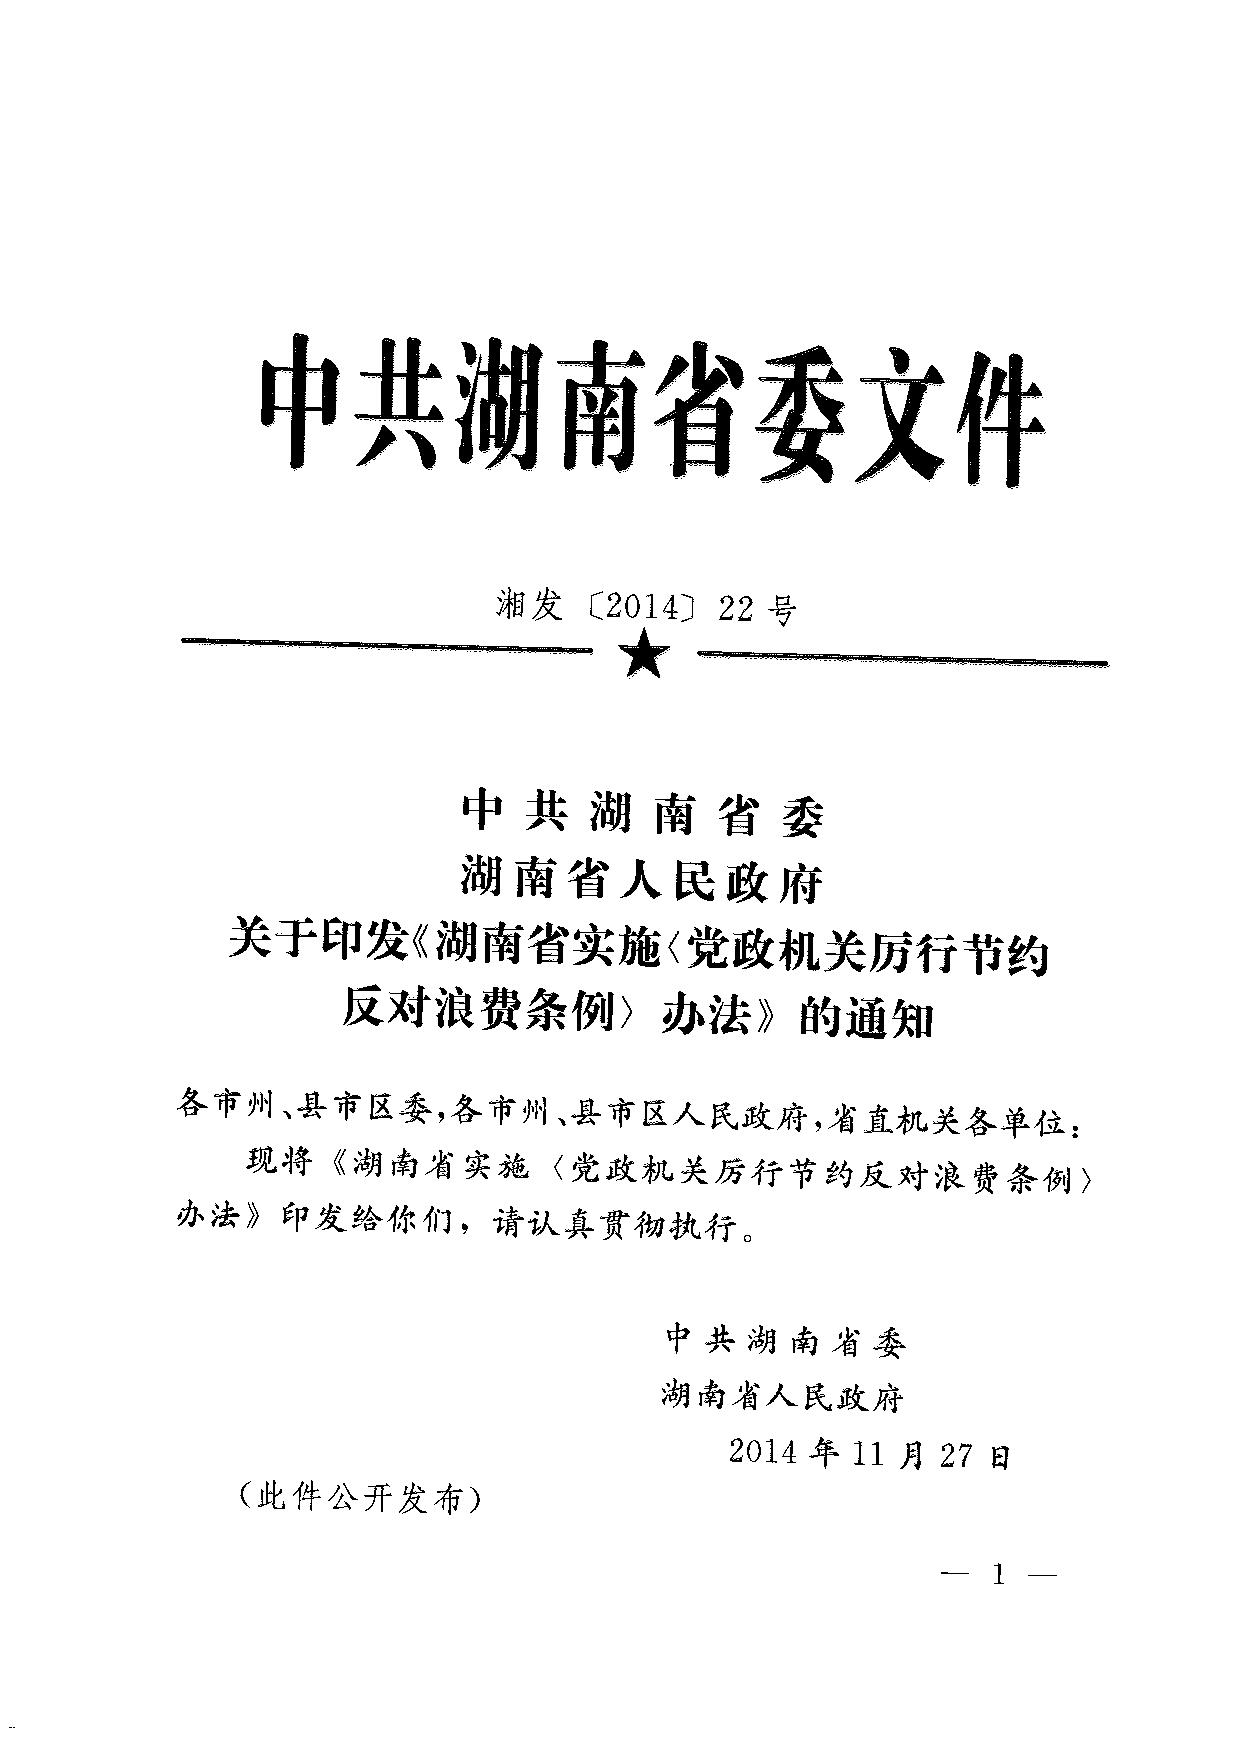 中共湖南省委文件
湘发〔2014〕22号
中共湖南省委
湖南省人民政府
关于印发《湖南省实施〈党政机关厉行节约
反对浪费条例〉办法》的通知
各市州、县市区委，各市州、县市区人民政府，省直机关各单位：
现将《湖南省实施〈党政机关厉行节约反对浪费条例〉
办法》印发给你们，请认真贯彻执行。
中共湖南省委
湖南省人民政府
2014年11月27日
（此件公开发布）
— 1 —